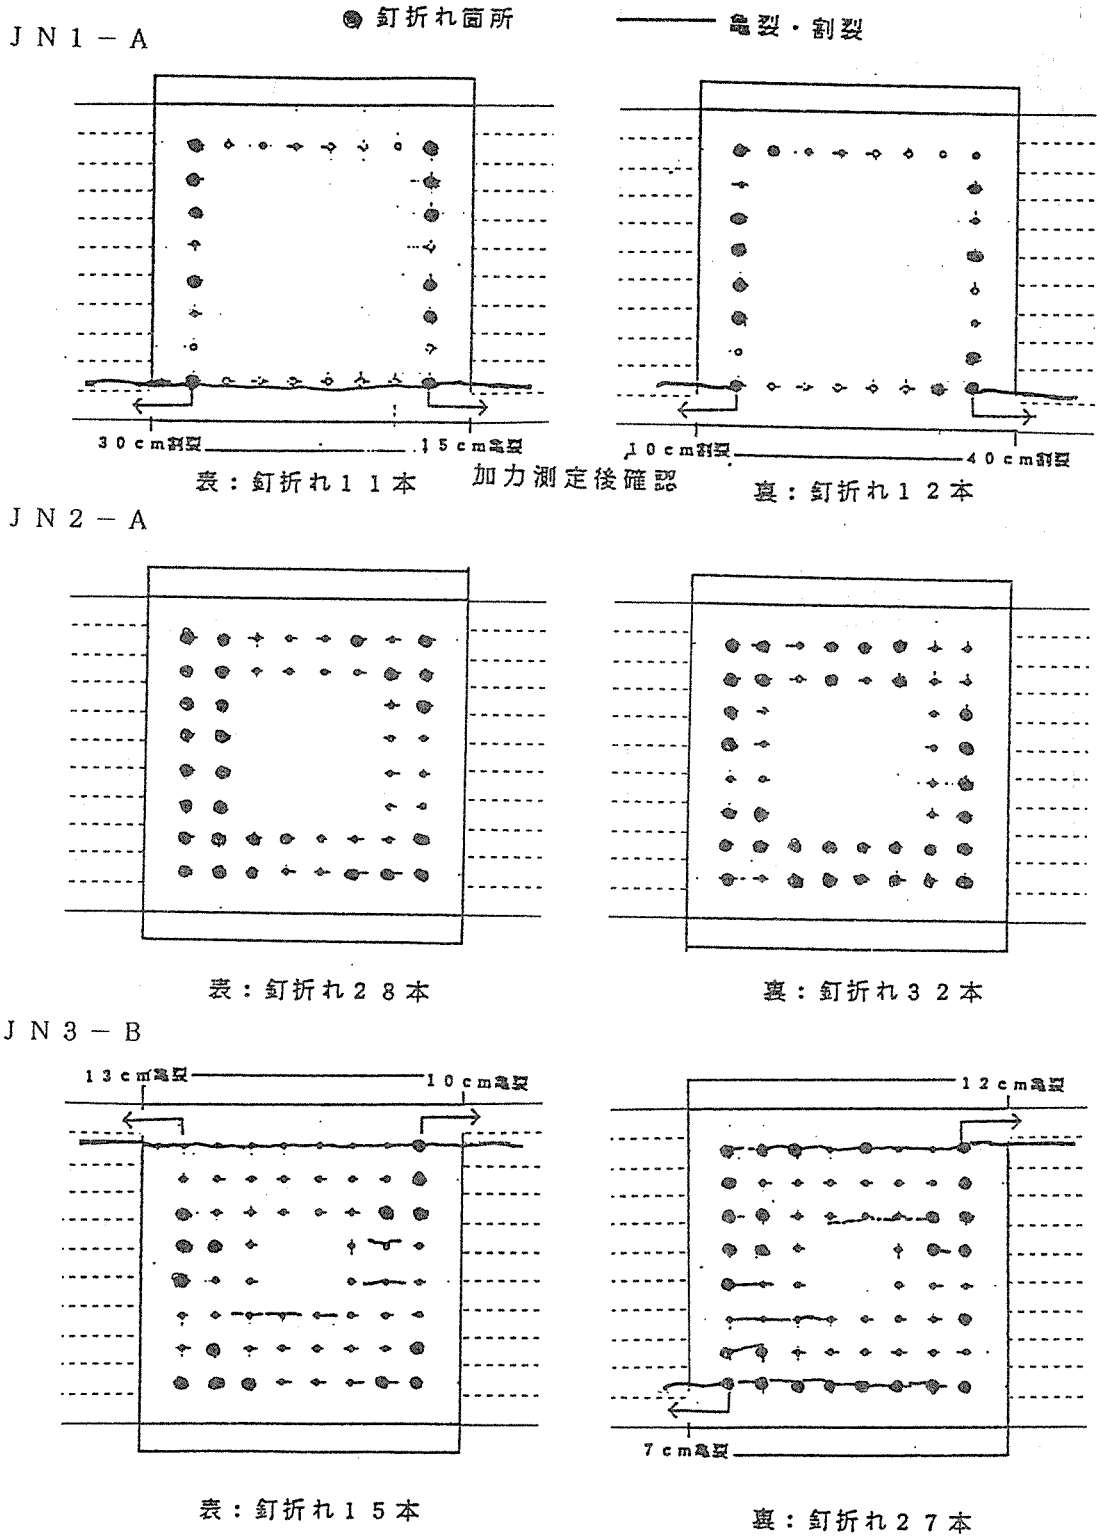 釘折れ箇所 亀裂・割裂
JN1-A
30cm割裂 15cm亀裂 10cm割裂 40cm割裂
表：釘折れ11本 加力測定後確認 裏：釘折れ12本
JN2-A
表：釘折れ28本 裏：釘折れ32本
JN3-B
13cm亀裂 10cm亀裂 12cm亀裂
7cm亀裂
表：釘折れ15本 裏：釘折れ27本